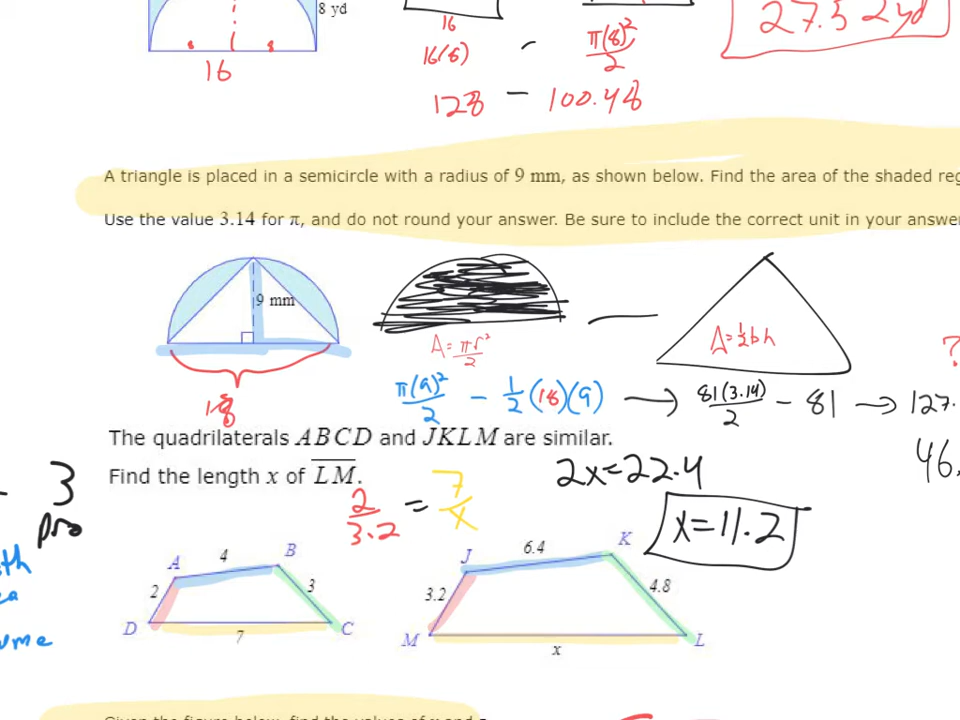 8 yd
16
16
16(8) - π(8)²/2
27.52yd
128 - 100.48
A triangle is placed in a semicircle with a radius of 9 mm, as shown below. Find the area of the shaded reg
Use the value 3.14 for π, and do not round your answer. Be sure to include the correct unit in your answer
9 mm
A=πr²/2
A=½bh
?
18
π(9)²/2 - 1/2(18)(9) → 81(3.14)/2 - 81 → 127.
46.
The quadrilaterals ABCD and JKLM are similar.
Find the length x of LM.
2x=22.4
2/3.2 = 7/x
x=11.2
3
pro
th
ea
ume
A 4 B
2 3
D 7 C
J 6.4 K
3.2 4.8
M x L